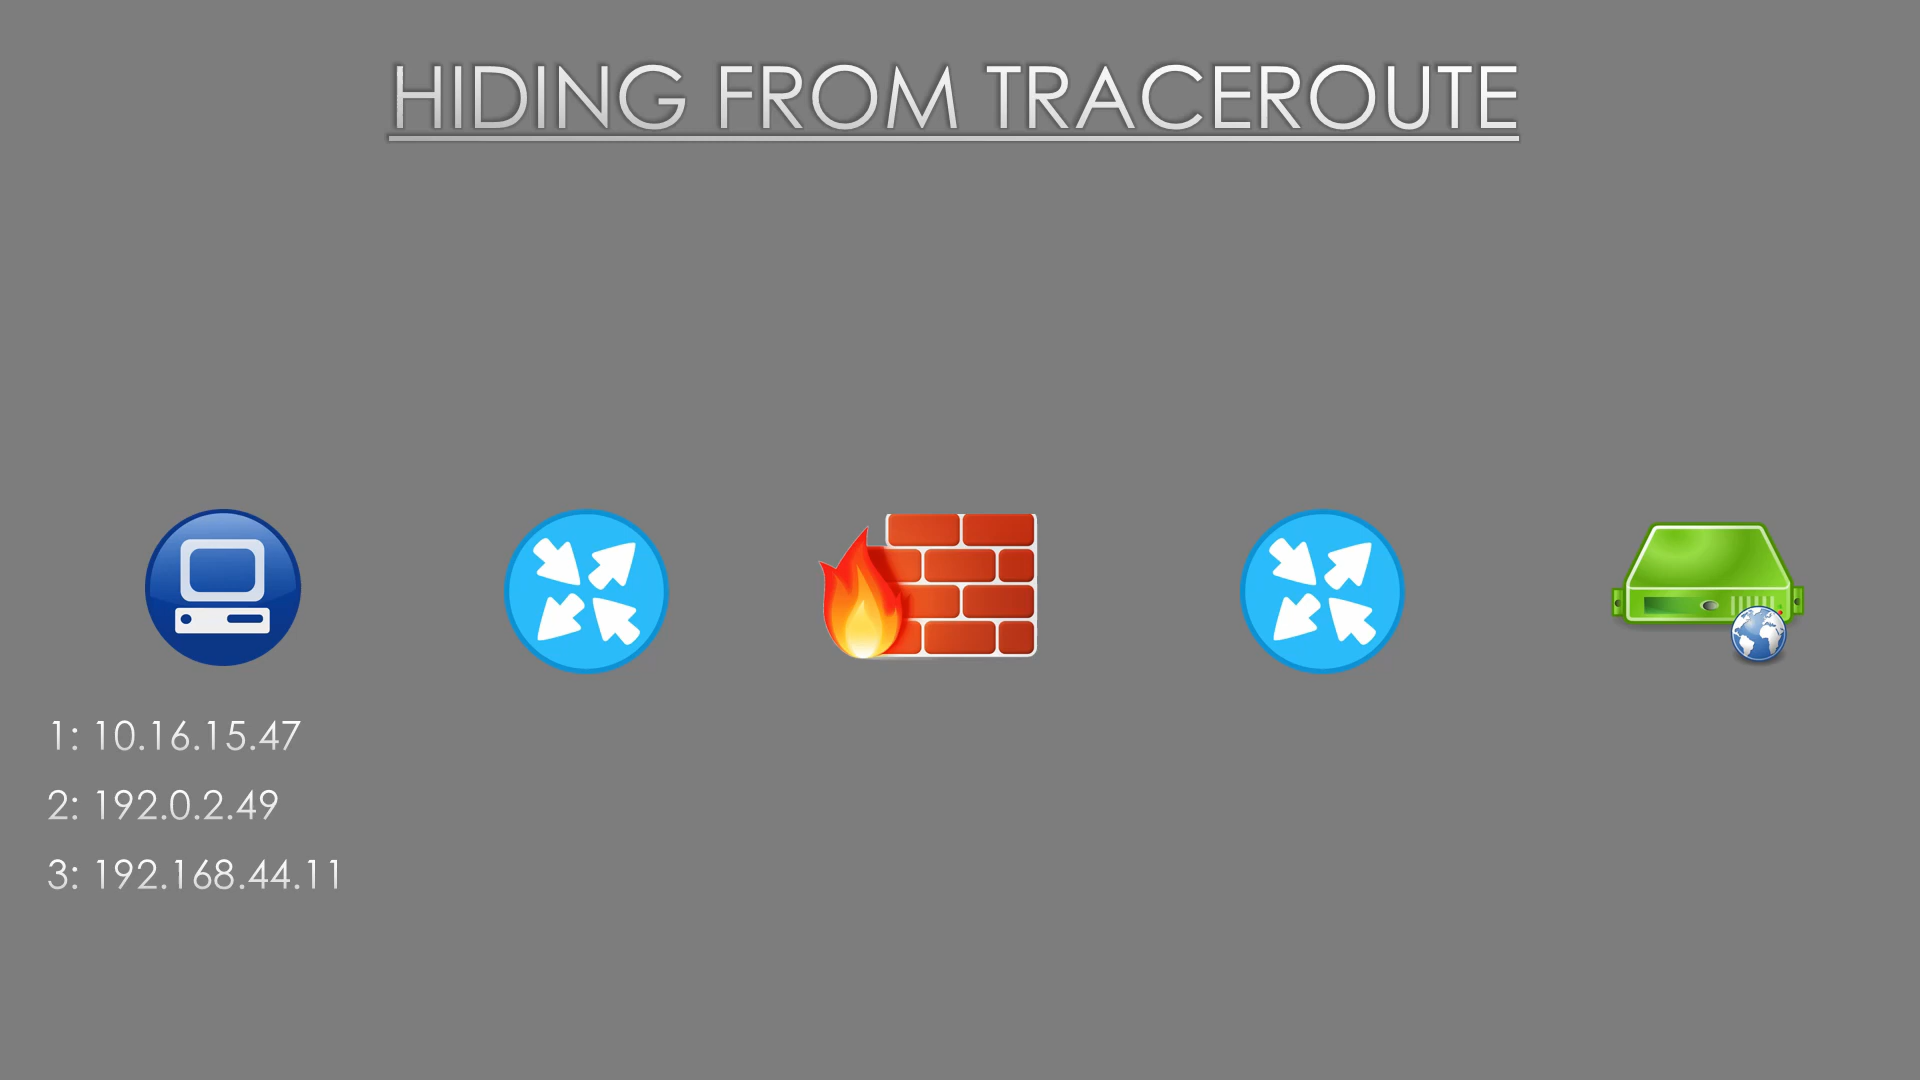 HIDING FROM TRACEROUTE
1: 10.16.15.47
2: 192.0.2.49
3: 192.168.44.11